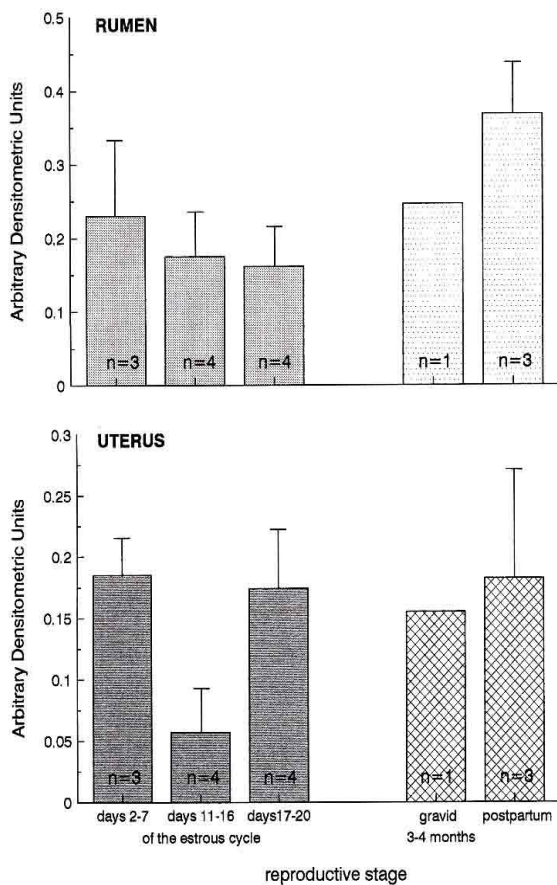 RUMEN
Arbitrary Densitometric Units
0.5
0.4
0.3
0.2
0.1
0
n=3
n=4
n=4
n=1
n=3
UTERUS
Arbitrary Densitometric Units
0.3
0.25
0.2
0.15
0.1
0.05
0
n=3
n=4
n=4
n=1
n=3
days 2-7 days 11-16 days17-20 gravid postpartum
of the estrous cycle 3-4 months
reproductive stage